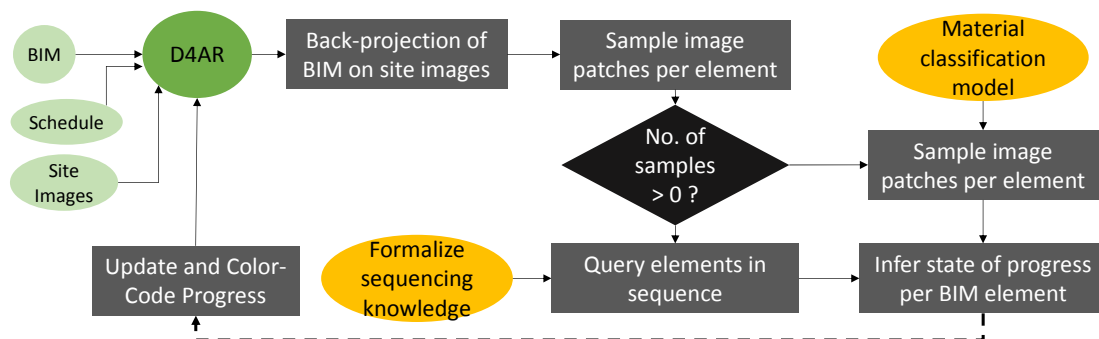 BIM
D4AR
Schedule
Site
Images
Back-projection of
BIM on site images
Sample image
patches per element
Material
classification
model
No. of
samples
> 0 ?
Sample image
patches per element
Update and Color-
Code Progress
Formalize
sequencing
knowledge
Query elements in
sequence
Infer state of progress
per BIM element